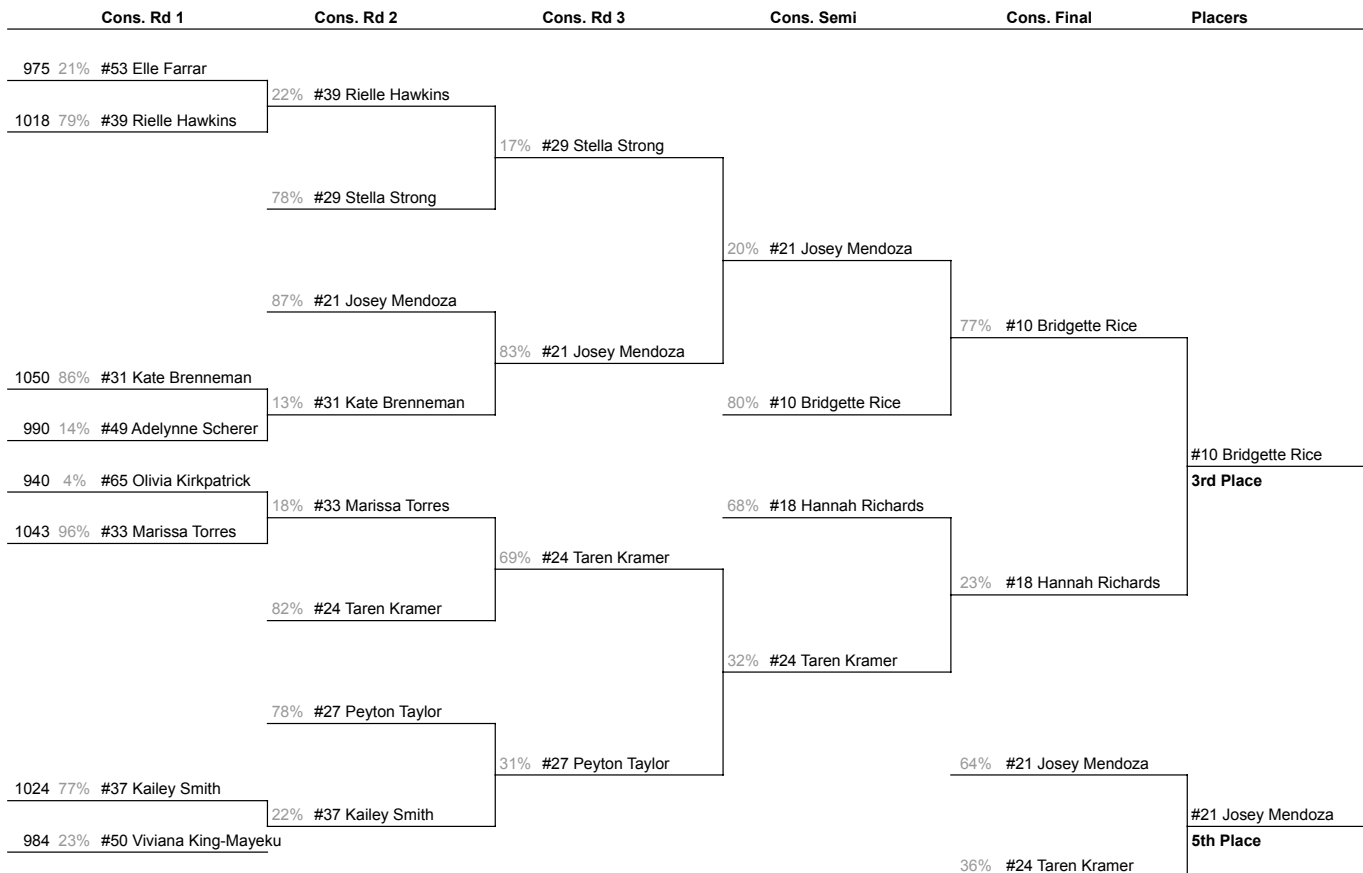 Cons. Rd 1 Cons. Rd 2 Cons. Rd 3 Cons. Semi Cons. Final Placers
975 21% #53 Elle Farrar
22% #39 Rielle Hawkins
1018 79% #39 Rielle Hawkins
17% #29 Stella Strong
78% #29 Stella Strong
20% #21 Josey Mendoza
87% #21 Josey Mendoza
77% #10 Bridgette Rice
83% #21 Josey Mendoza
1050 86% #31 Kate Brenneman
13% #31 Kate Brenneman
80% #10 Bridgette Rice
990 14% #49 Adelynne Scherer
#10 Bridgette Rice
940 4% #65 Olivia Kirkpatrick
3rd Place
18% #33 Marissa Torres
68% #18 Hannah Richards
1043 96% #33 Marissa Torres
69% #24 Taren Kramer
23% #18 Hannah Richards
82% #24 Taren Kramer
32% #24 Taren Kramer
78% #27 Peyton Taylor
31% #27 Peyton Taylor
64% #21 Josey Mendoza
1024 77% #37 Kailey Smith
22% #37 Kailey Smith
#21 Josey Mendoza
984 23% #50 Viviana King-Mayeku
5th Place
36% #24 Taren Kramer